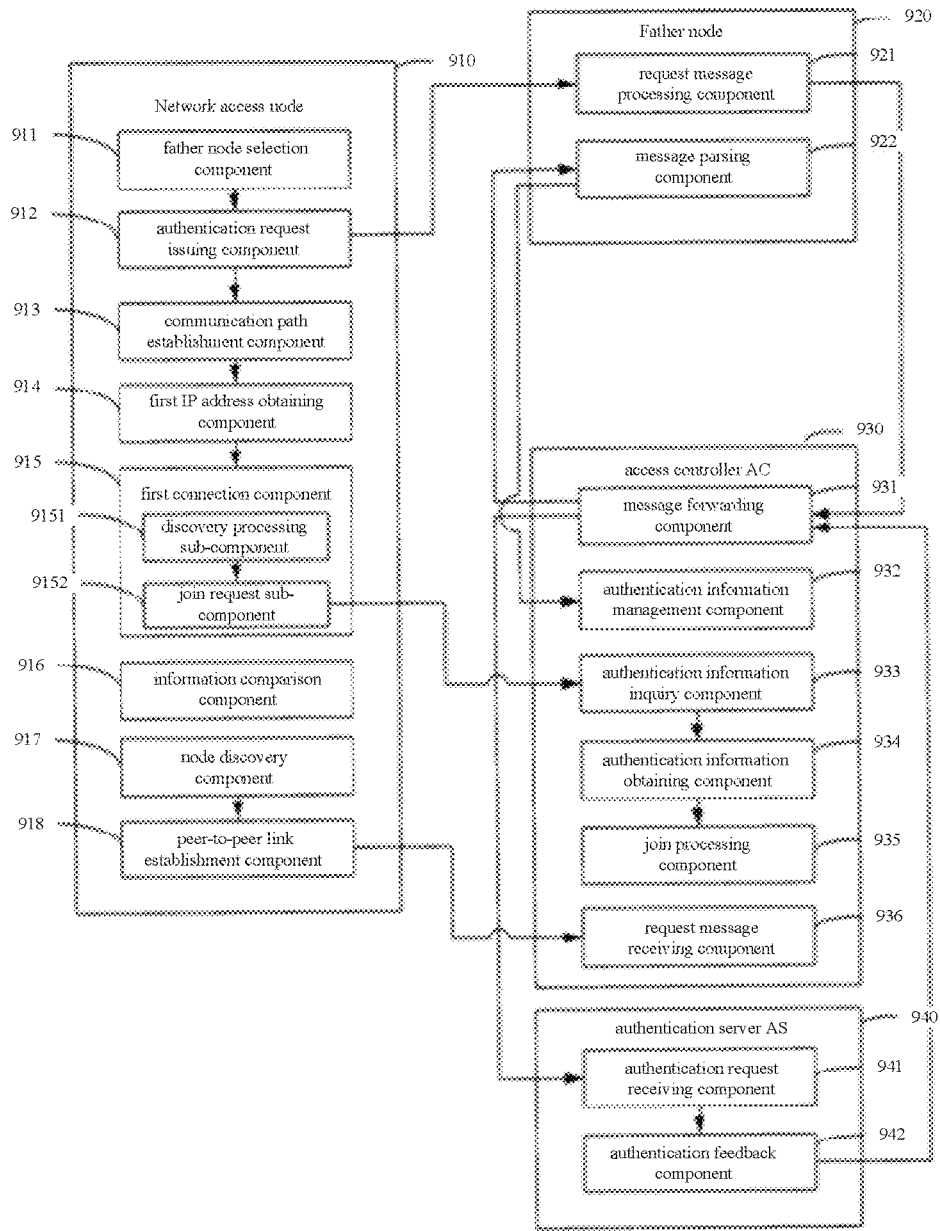 910
Network access node
911
father node selection
component
912
authentication request
issuing component
913
communication path
establishment component
914
first IP address obtaining
component
915
first connection component
9151
discovery processing
sub-component
9152
join request sub-
component
916
information comparison
component
917
node discovery
component
918
peer-to-peer link
establishment component
920
Father node
921
request message
processing component
922
message parsing
component
930
access controller AC
931
message forwarding
component
932
authentication information
management component
933
authentication information
inquiry component
934
authentication information
obtaining component
935
join processing
component
936
request message
receiving component
940
authentication server AS
941
authentication request
receiving component
942
authentication feedback
component